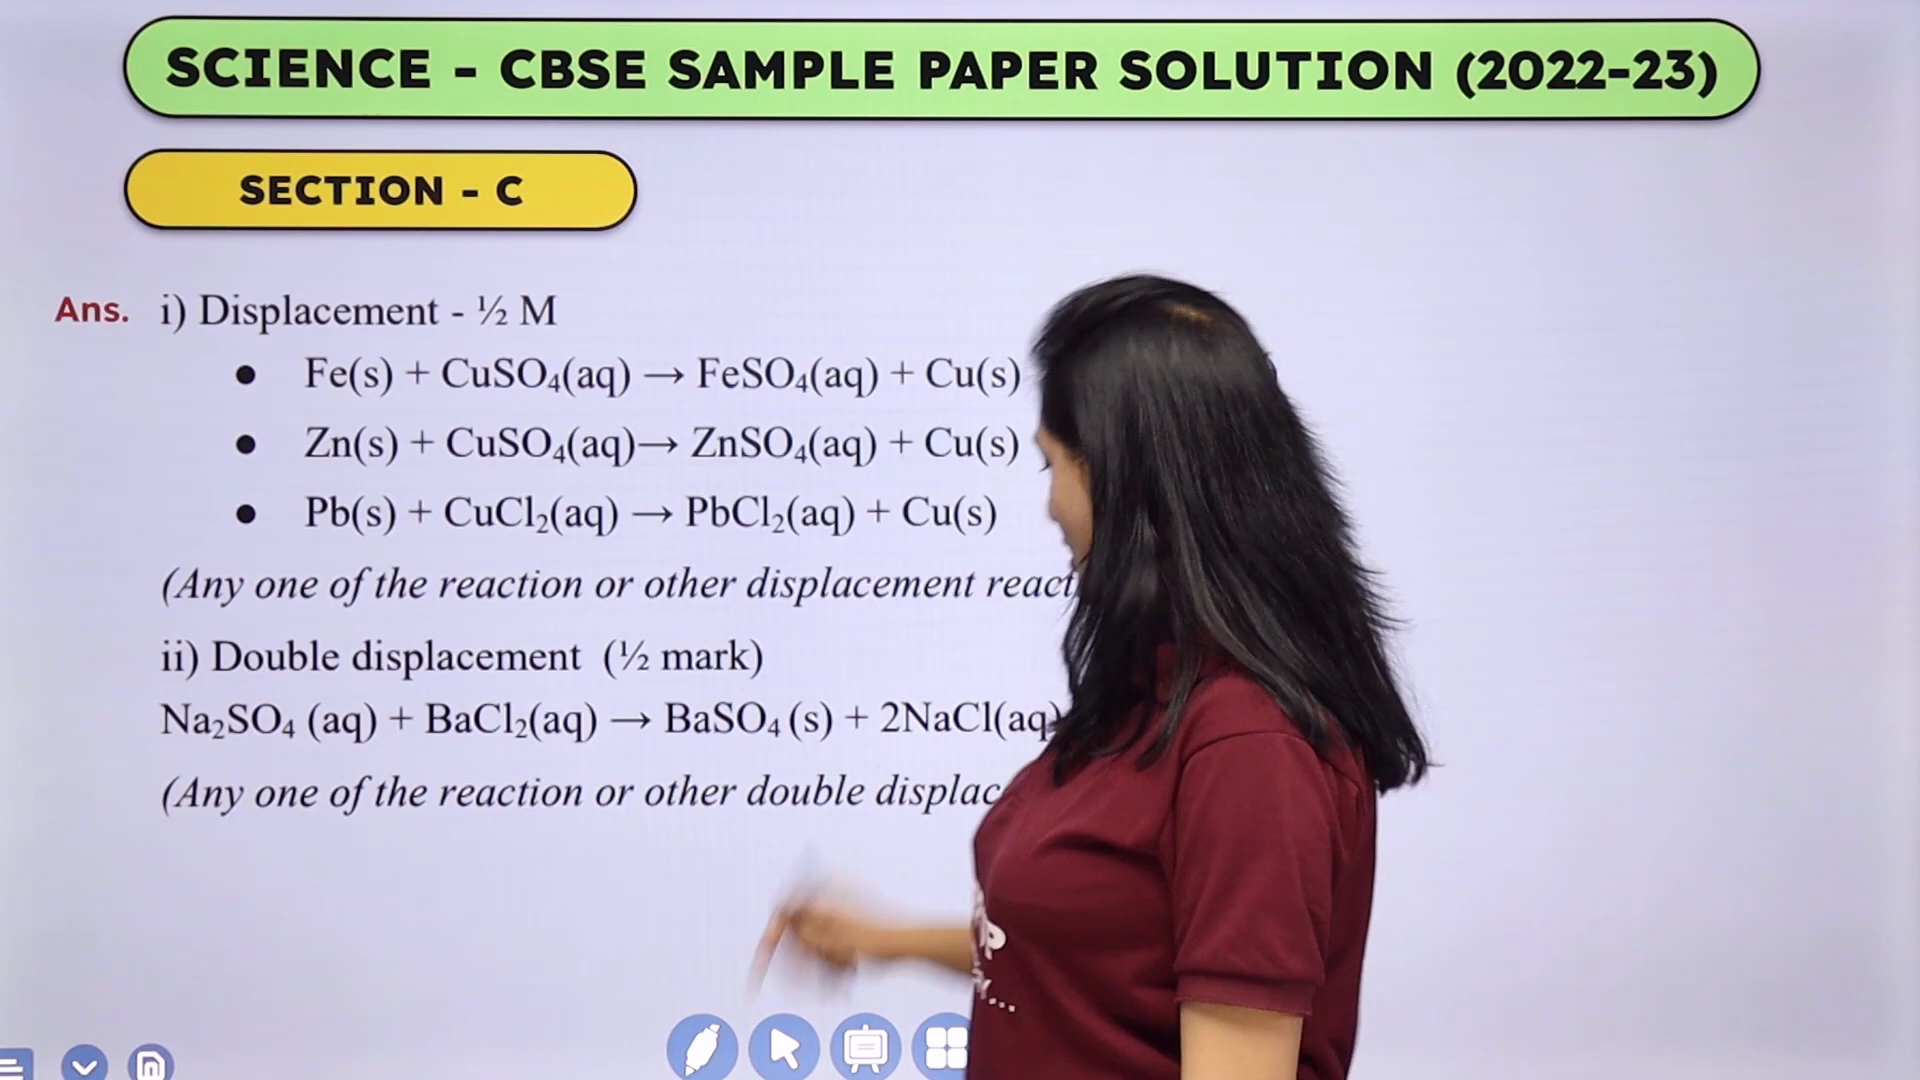 SCIENCE - CBSE SAMPLE PAPER SOLUTION (2022-23)
SECTION - C
Ans. i) Displacement - ½ M
● Fe(s) + CuSO₄(aq) → FeSO₄(aq) + Cu(s)
● Zn(s) + CuSO₄(aq)→ ZnSO₄(aq) + Cu(s)
● Pb(s) + CuCl₂(aq) → PbCl₂(aq) + Cu(s)
(Any one of the reaction or other displacement react
ii) Double displacement (½ mark)
Na₂SO₄ (aq) + BaCl₂(aq) → BaSO₄ (s) + 2NaCl(aq)
(Any one of the reaction or other double displac